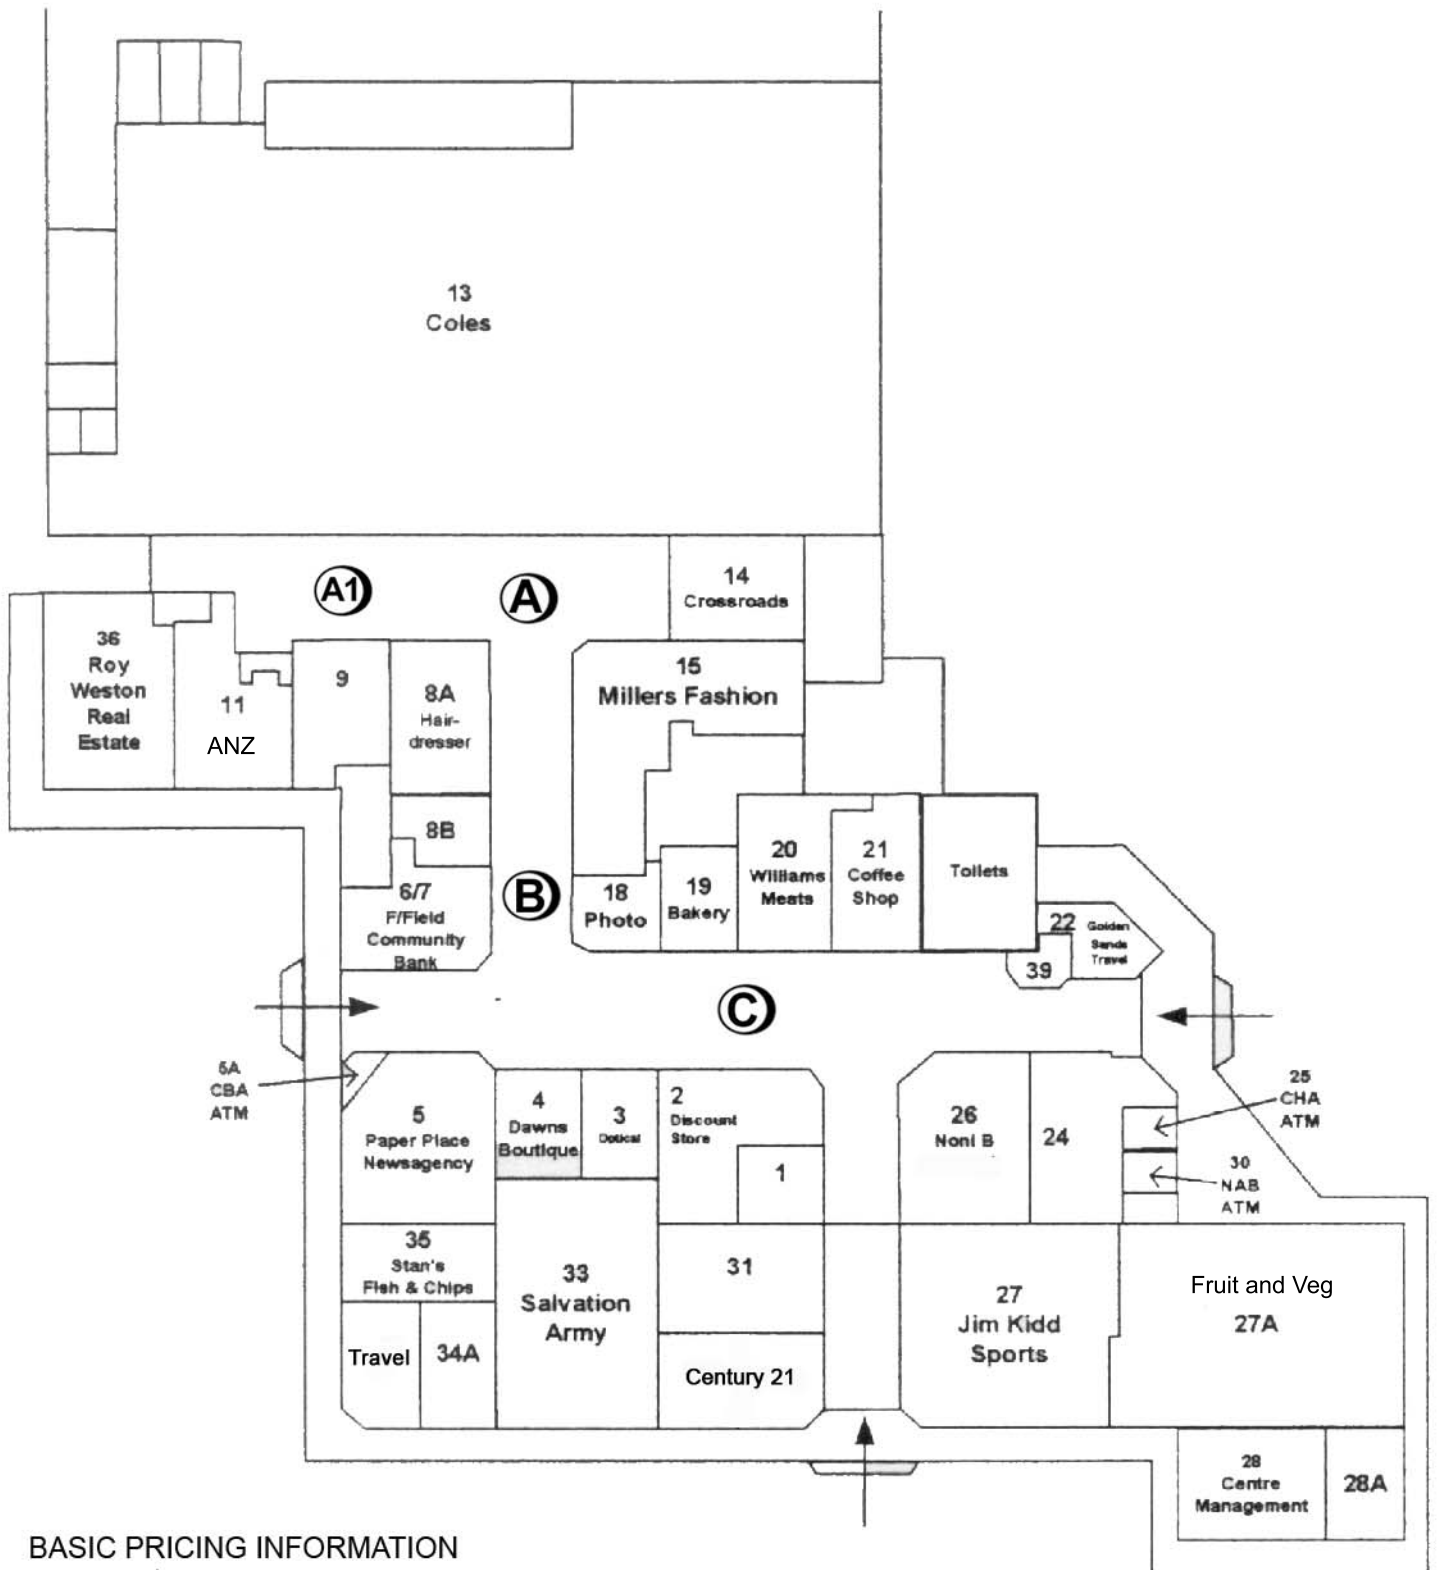 13
Coles
A1
A
14
Crossroads
36
Roy
Weston
Real
Estate
11
ANZ
9
8A
Hair-
dresser
15
Millers Fashion
8B
6/7
F/Field
Community
Bank
B
18
Photo
19
Bakery
20
Williams
Meats
21
Coffee
Shop
Toilets
22
Golden
Sands
Travel
39
C
5A
CBA
ATM
5
Paper Place
Newsagency
4
Dawns
Boutique
3
Optical
2
Discount
Store
1
26
Noni B
24
25
CHA
ATM
30
NAB
ATM
35
Stan's
Fish & Chips
33
Salvation
Army
31
27
Jim Kidd
Sports
Fruit and Veg
27A
Travel
34A
Century 21
28
Centre
Management
28A
BASIC PRICING INFORMATION